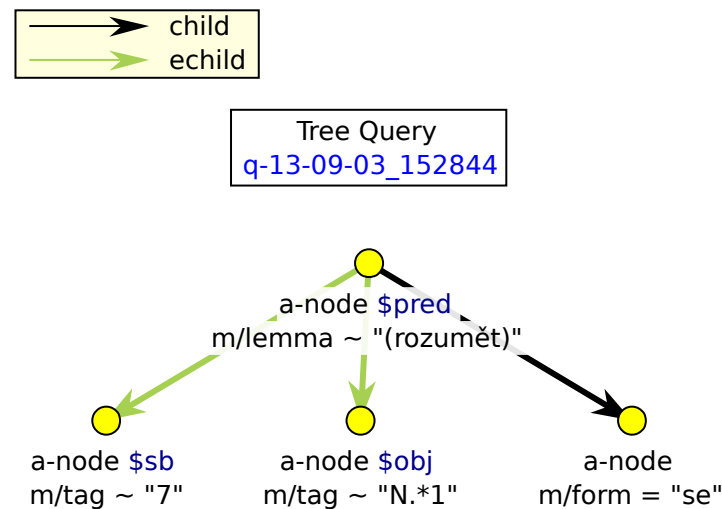 child
echild
Tree Query
q-13-09-03_152844
a-node $pred
m/lemma ~ "(rozumět)"
a-node $sb
m/tag ~ "7"
a-node $obj
m/tag ~ "N.*1"
a-node
m/form = "se"